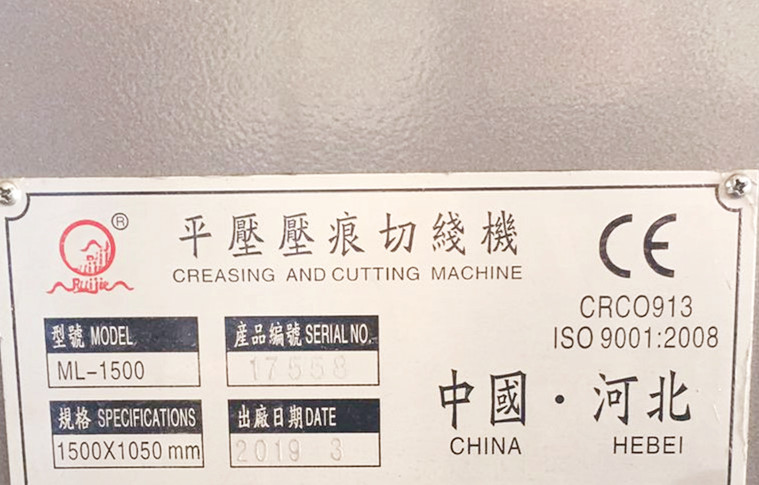 Ruijie ®
平壓壓痕切綫機
CREASING AND CUTTING MACHINE
CE
CRCO913
ISO 9001:2008
型號 MODEL
ML-1500
産品編號 SERIAL NO.
17558
規格 SPECIFICATIONS
1500X1050 mm
出廠日期 DATE
2019 3
中國·河北
CHINA HEBEI